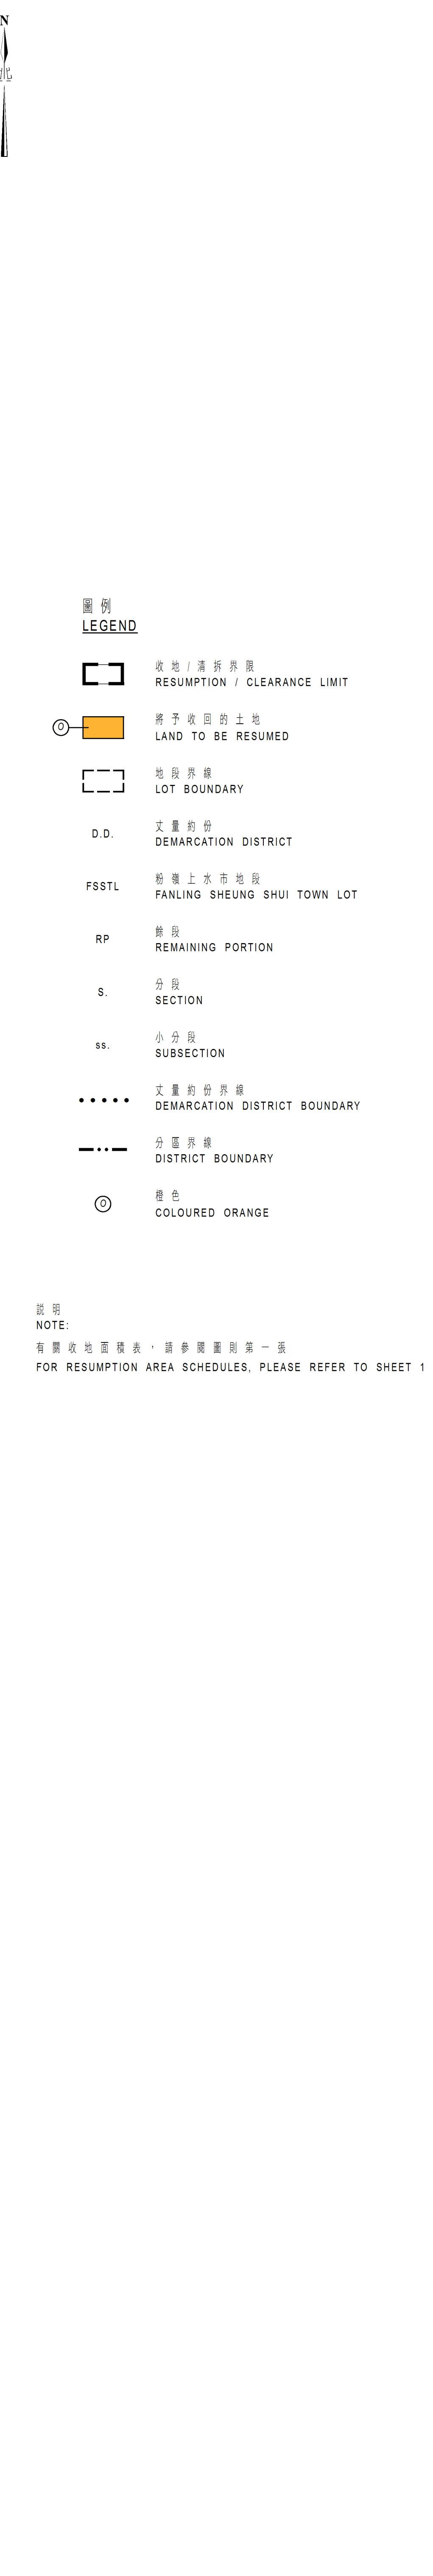 N
北
圖例
LEGEND
收地/清拆界限
RESUMPTION / CLEARANCE LIMIT
O
將予收回的土地
LAND TO BE RESUMED
地段界線
LOT BOUNDARY
D.D.
丈量約份
DEMARCATION DISTRICT
FSSTL
粉嶺上水市地段
FANLING SHEUNG SHUI TOWN LOT
RP
餘段
REMAINING PORTION
S.
分段
SECTION
ss.
小分段
SUBSECTION
丈量約份界線
DEMARCATION DISTRICT BOUNDARY
分區界線
DISTRICT BOUNDARY
O
橙色
COLOURED ORANGE
説明
NOTE:
有關收地面積表，請參閱圖則第一張
FOR RESUMPTION AREA SCHEDULES, PLEASE REFER TO SHEET 1